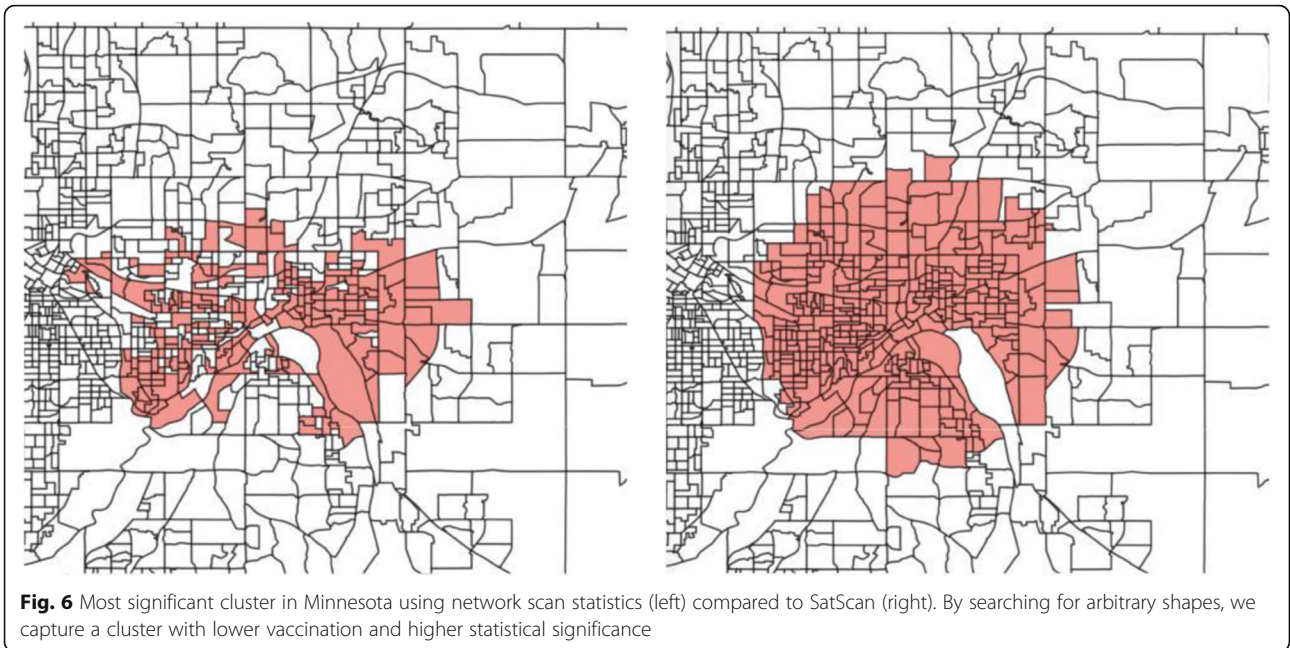 Fig. 6 Most significant cluster in Minnesota using network scan statistics (left) compared to SatScan (right). By searching for arbitrary shapes, we
capture a cluster with lower vaccination and higher statistical significance